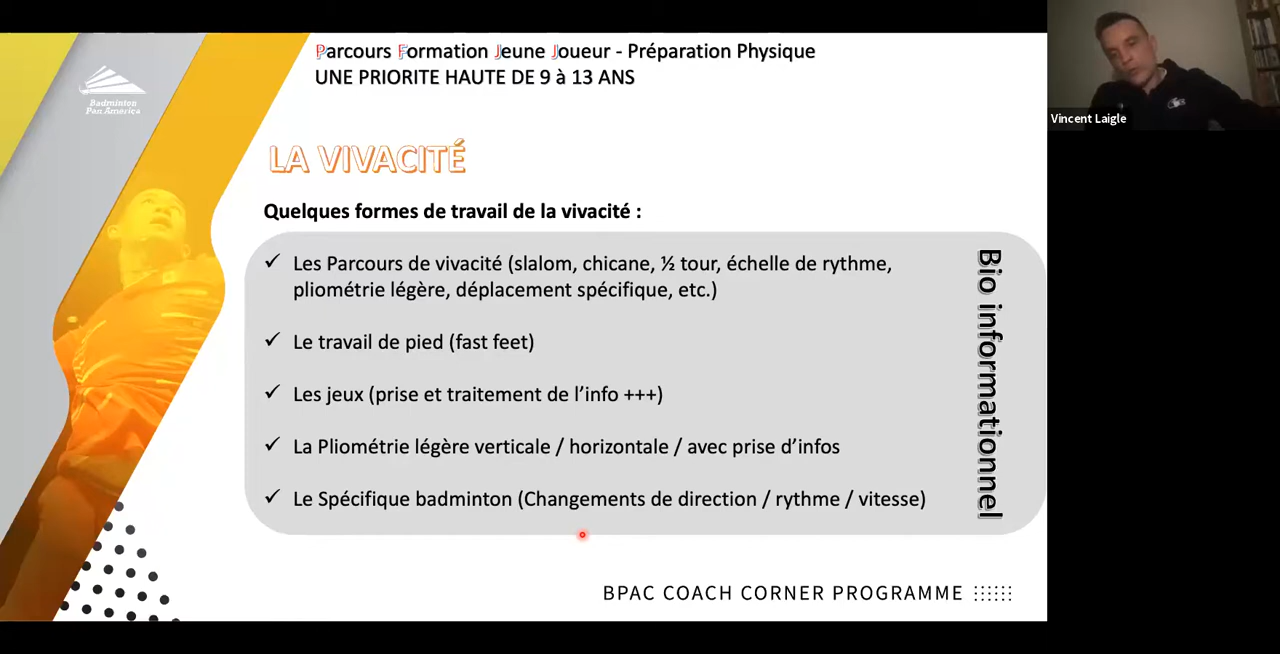 Parcours Formation Jeune Joueur - Préparation Physique
UNE PRIORITE HAUTE DE 9 à 13 ANS
Badminton
Pan America
Vincent Laigle
LA VIVACITÉ
Quelques formes de travail de la vivacité :
✓ Les Parcours de vivacité (slalom, chicane, ½ tour, échelle de rythme,
pliométrie légère, déplacement spécifique, etc.)
✓ Le travail de pied (fast feet)
✓ Les jeux (prise et traitement de l’info +++)
✓ La Pliométrie légère verticale / horizontale / avec prise d’infos
✓ Le Spécifique badminton (Changements de direction / rythme / vitesse)
Bio informationnel
BPAC COACH CORNER PROGRAMME